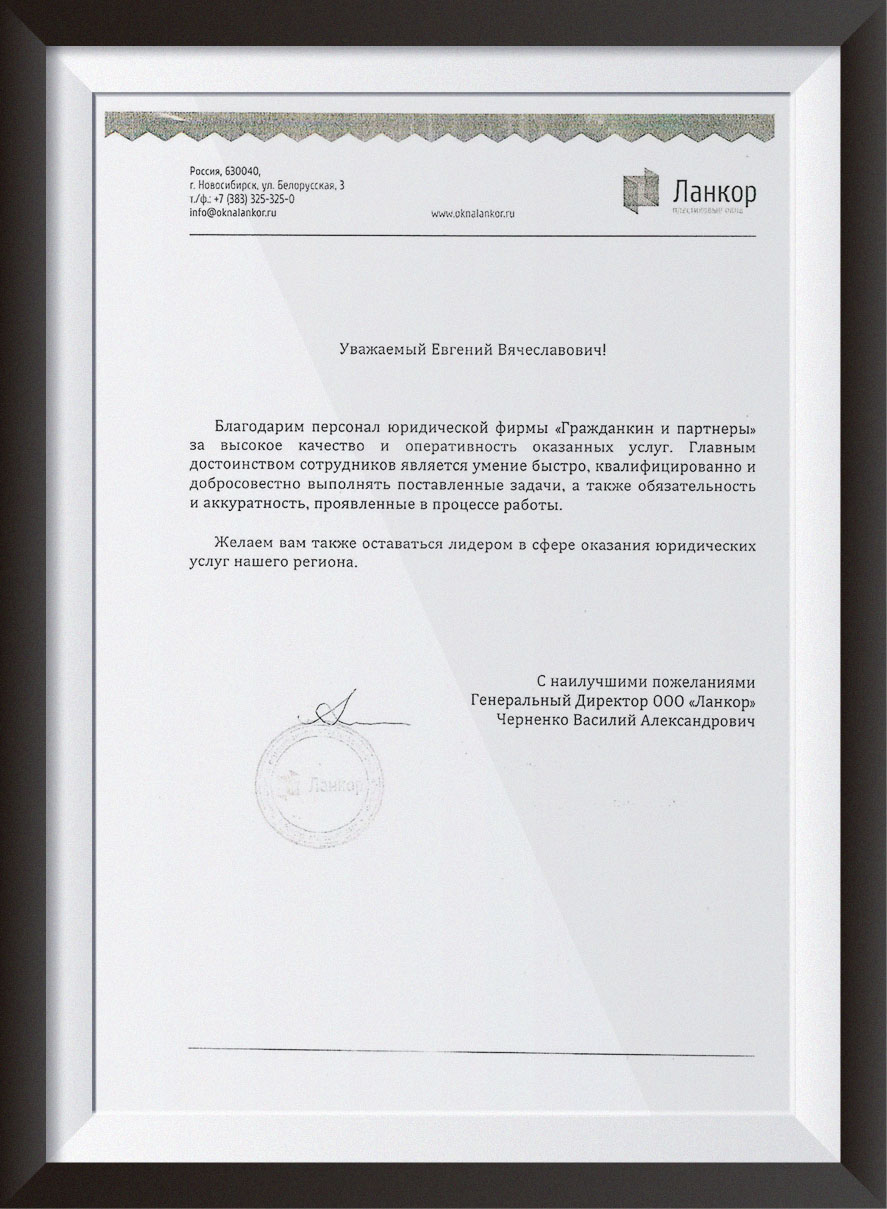 Россия, 630040,
г. Новосибирск, ул. Белорусская, 3
т./ф.: +7 (383) 325-325-0
info@oknalankor.ru
www.oknalankor.ru
Ланкор
пластиковые окна
Уважаемый Евгений Вячеславович!
Благодарим персонал юридической фирмы «Гражданкин и партнеры»
за высокое качество и оперативность оказанных услуг. Главным
достоинством сотрудников является умение быстро, квалифицированно и
добросовестно выполнять поставленные задачи, а также обязательность
и аккуратность, проявленные в процессе работы.
Желаем вам также оставаться лидером в сфере оказания юридических
услуг нашего региона.
С наилучшими пожеланиями
Генеральный Директор ООО «Ланкор»
Черненко Василий Александрович
Ланкор